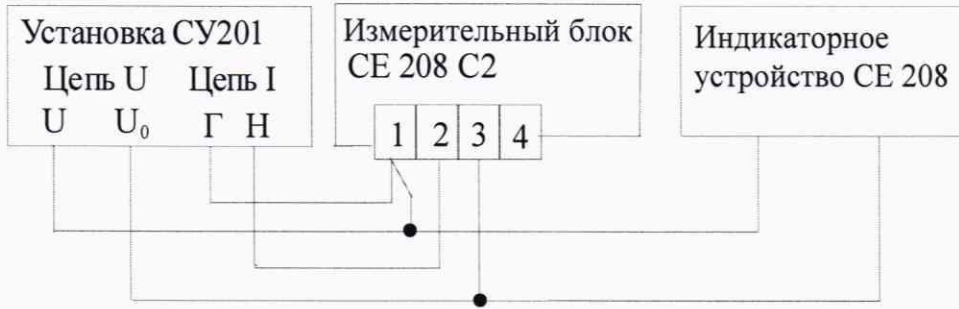 Установка СУ201
Цепь U Цепь I
U U₀ Г Н
Измерительный блок
СЕ 208 С2
1 2 3 4
Индикаторное
устройство СЕ 208